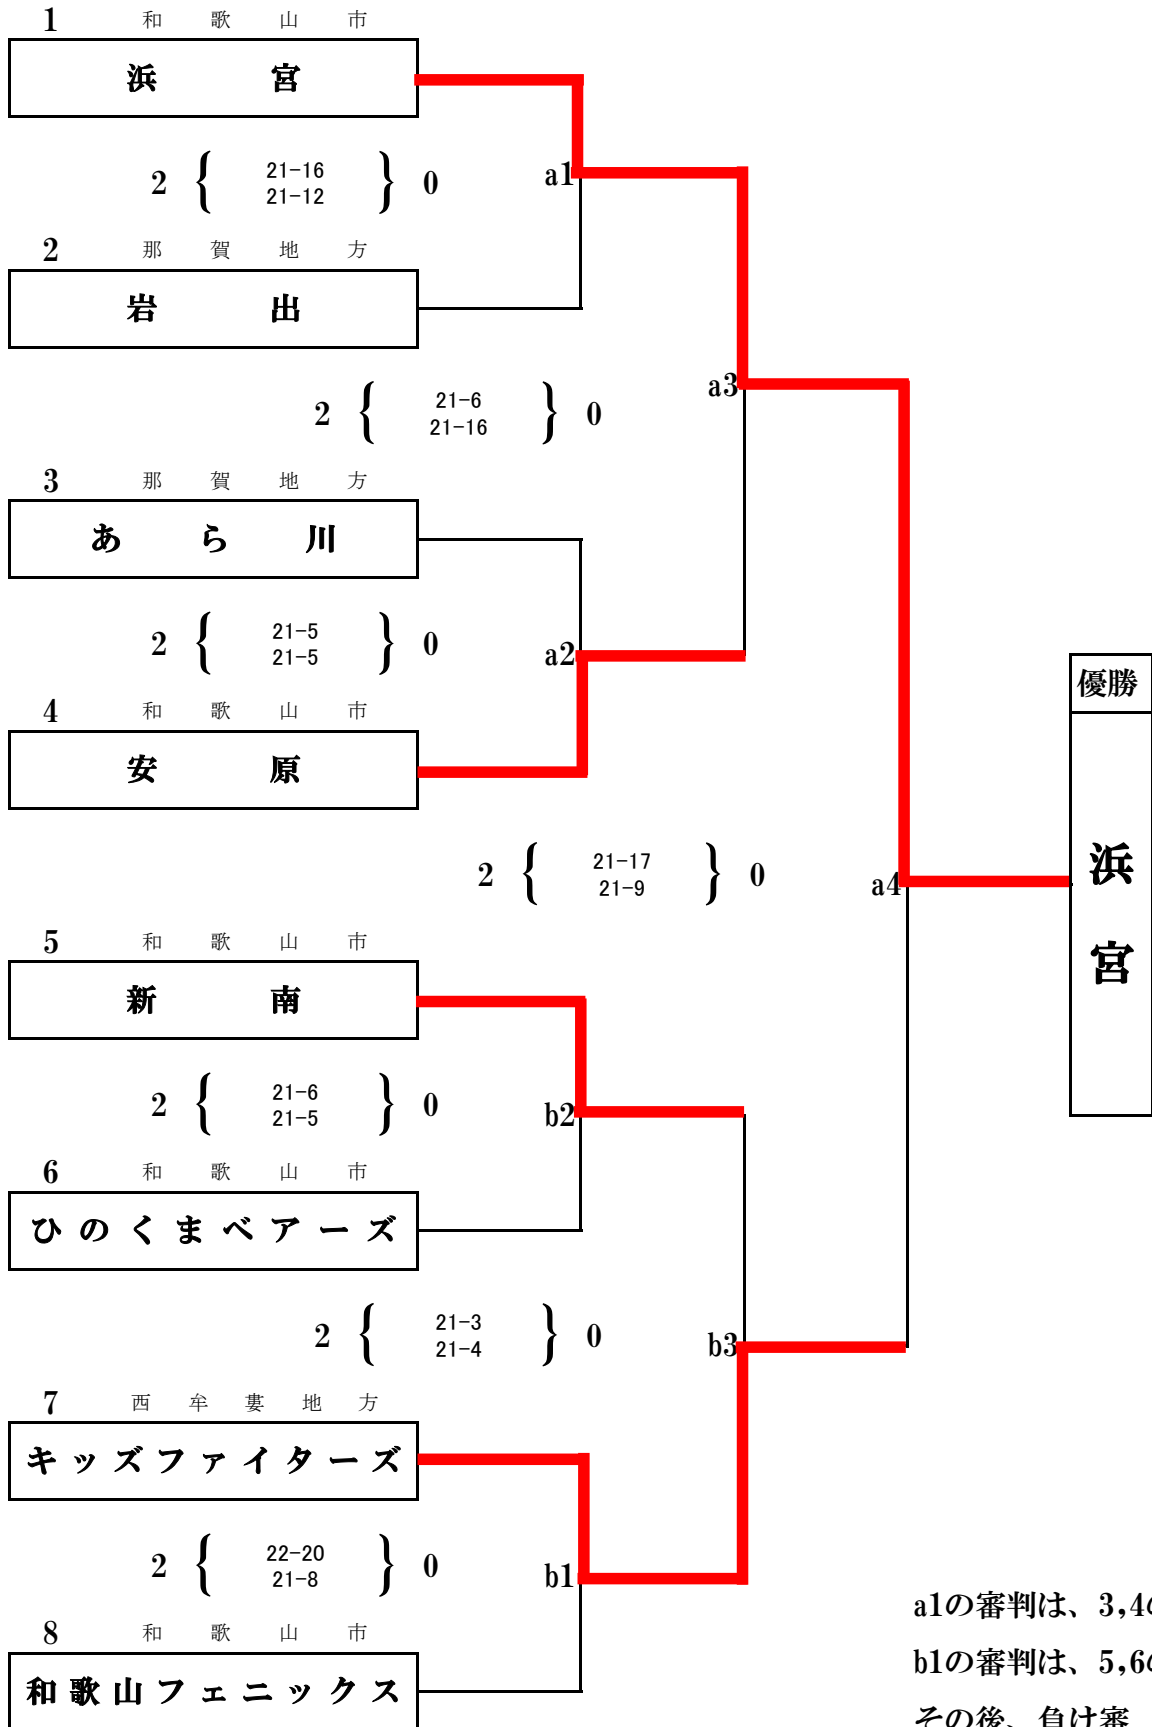 1 和歌山市
浜宮
2 { 21-16 } 0 a1
21-12
2 那賀地方
岩出
2 { 21-6 } 0 a3
21-16
3 那賀地方
あら川
2 { 21-5 } 0 a2
21-5
4 和歌山市
安原
優勝
浜宮
2 { 21-17 } 0 a4
21-9
5 和歌山市
新南
2 { 21-6 } 0 b2
21-5
6 和歌山市
ひのくまベアーズ
2 { 21-3 } 0 b3
21-4
7 西牟婁地方
キッズファイターズ
2 { 22-20 } 0 b1
21-8
8 和歌山市
和歌山フェニックス
a1の審判は、3,4の
b1の審判は、5,6の
その後、負け審